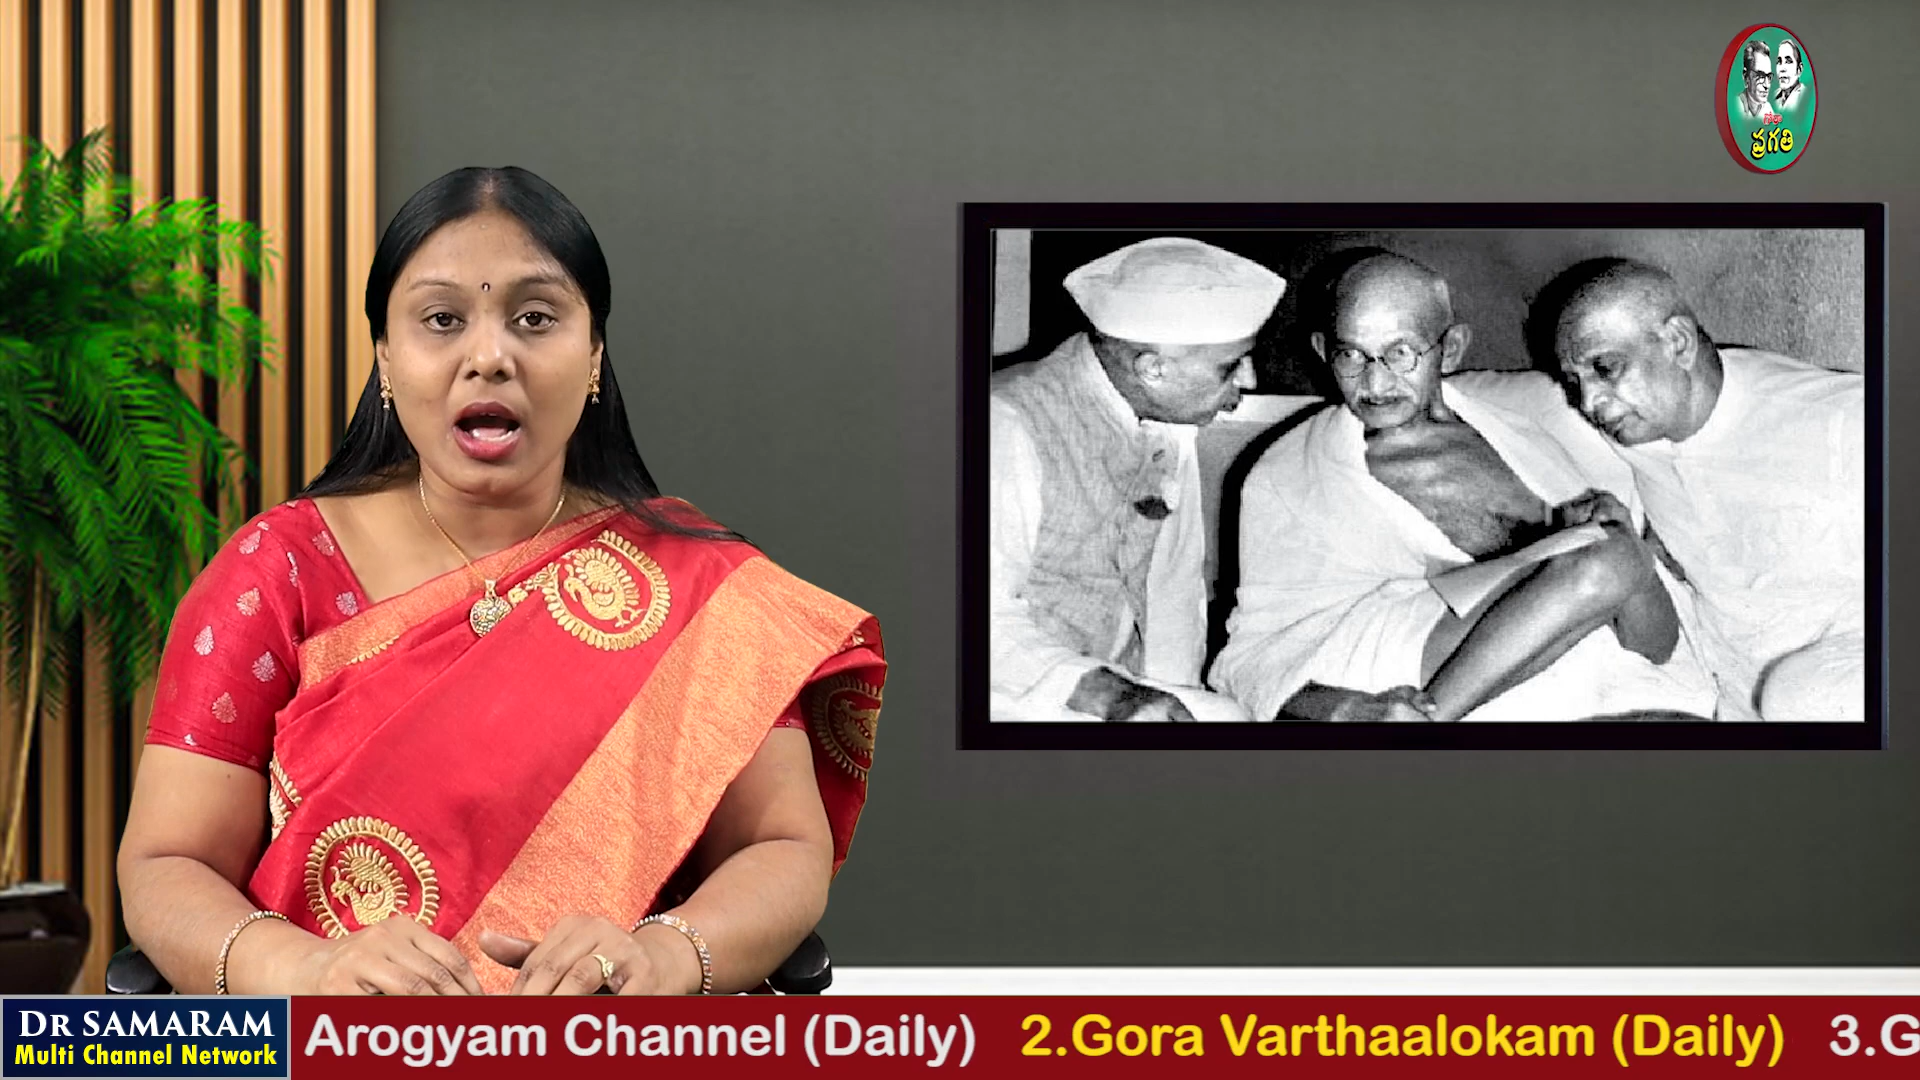 గోరా
ప్రగతి
DR SAMARAM
Multi Channel Network
Arogyam Channel (Daily) 2.Gora Varthaalokam (Daily) 3.G